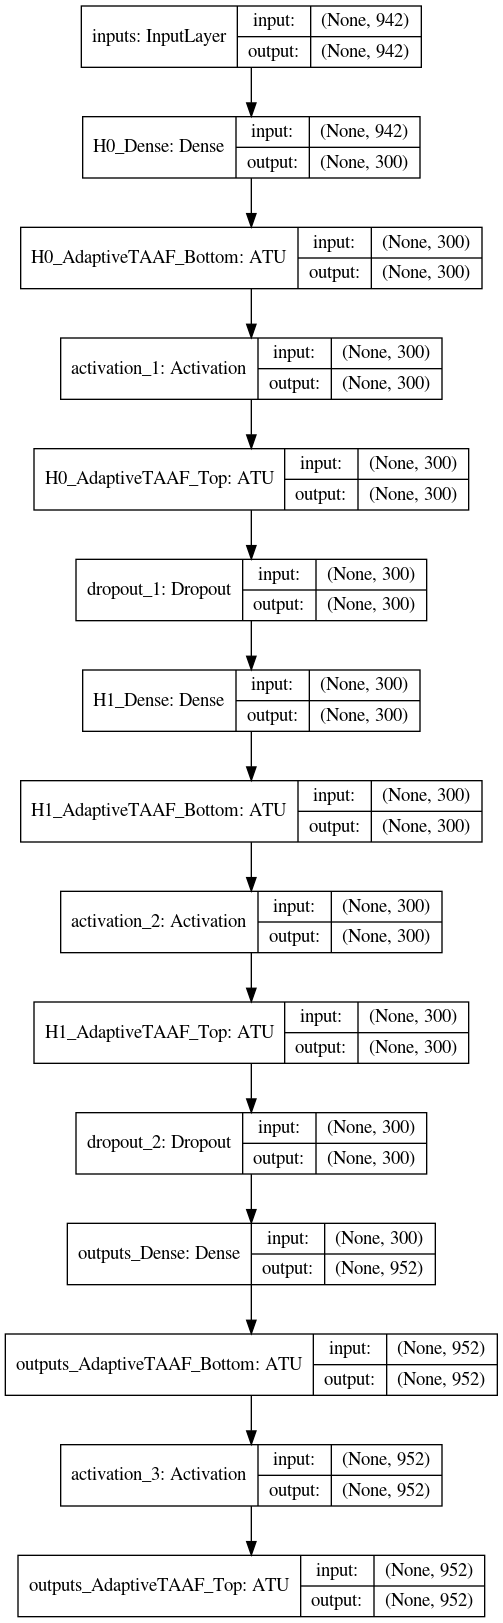 inputs: InputLayer
input: (None, 942)
output: (None, 942)
H0_Dense: Dense
input: (None, 942)
output: (None, 300)
H0_AdaptiveTAAF_Bottom: ATU
input: (None, 300)
output: (None, 300)
activation_1: Activation
input: (None, 300)
output: (None, 300)
H0_AdaptiveTAAF_Top: ATU
input: (None, 300)
output: (None, 300)
dropout_1: Dropout
input: (None, 300)
output: (None, 300)
H1_Dense: Dense
input: (None, 300)
output: (None, 300)
H1_AdaptiveTAAF_Bottom: ATU
input: (None, 300)
output: (None, 300)
activation_2: Activation
input: (None, 300)
output: (None, 300)
H1_AdaptiveTAAF_Top: ATU
input: (None, 300)
output: (None, 300)
dropout_2: Dropout
input: (None, 300)
output: (None, 300)
outputs_Dense: Dense
input: (None, 300)
output: (None, 952)
outputs_AdaptiveTAAF_Bottom: ATU
input: (None, 952)
output: (None, 952)
activation_3: Activation
input: (None, 952)
output: (None, 952)
outputs_AdaptiveTAAF_Top: ATU
input: (None, 952)
output: (None, 952)